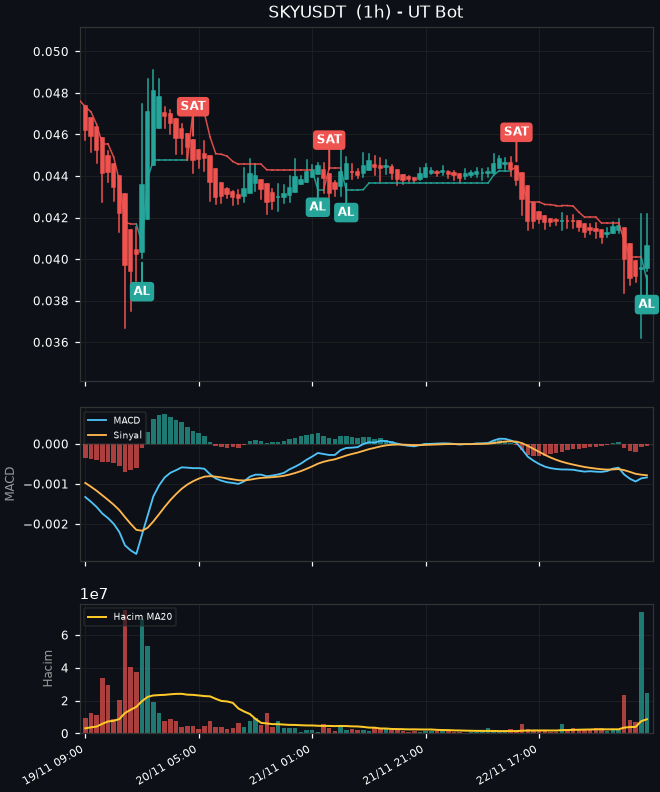 SKYUSDT  (1h) - UT Bot
0.050
0.048
0.046
0.044
0.042
0.040
0.038
0.036
SAT
SAT
SAT
AL
AL
AL
AL
MACD
Sinyal
MACD
0.000
−0.001
−0.002
1e7
Hacim MA20
Hacim
6
4
2
0
19/11 09:00
20/11 05:00
21/11 01:00
21/11 21:00
22/11 17:00